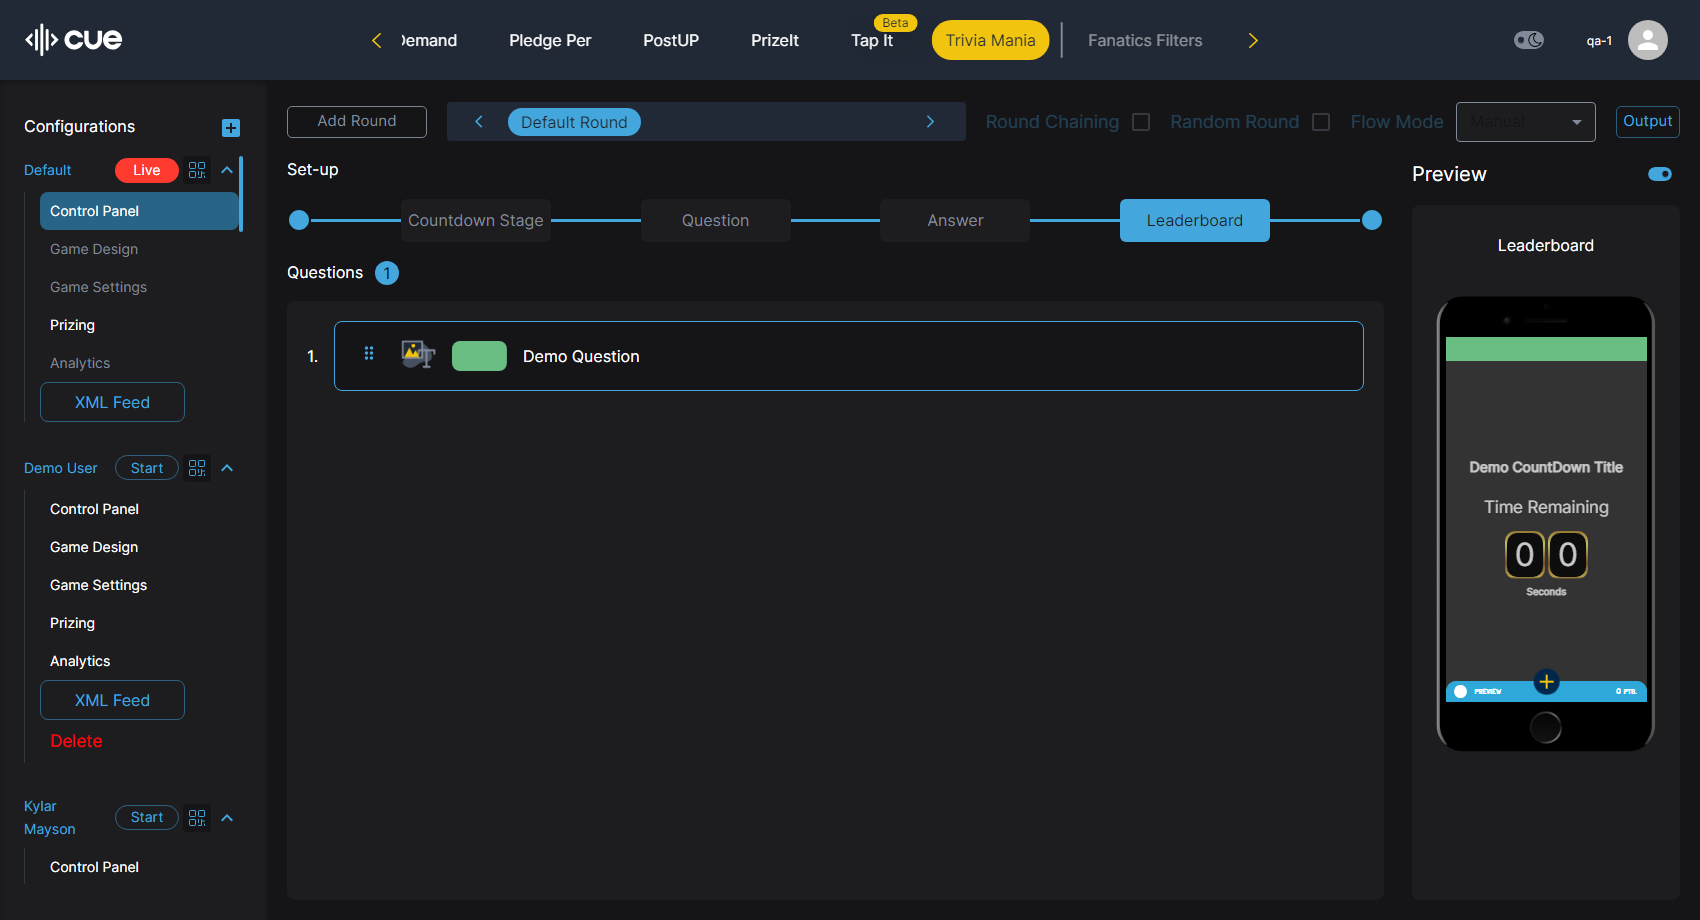 cue
Demand
Pledge Per
PostUP
PrizeIt
Tap It
Beta
Trivia Mania
Fanatics Filters
qa-1
Configurations
Default
Live
Control Panel
Game Design
Game Settings
Prizing
Analytics
XML Feed
Demo User
Start
Control Panel
Game Design
Game Settings
Prizing
Analytics
XML Feed
Delete
Kylar
Mayson
Start
Control Panel
Add Round
Default Round
Round Chaining
Random Round
Flow Mode
Manual
Output
Set-up
Countdown Stage
Question
Answer
Leaderboard
Questions 1
1.
Demo Question
Preview
Leaderboard
Demo CountDown Title
Time Remaining
0 0
Seconds
PREVIEW
0 PTS.